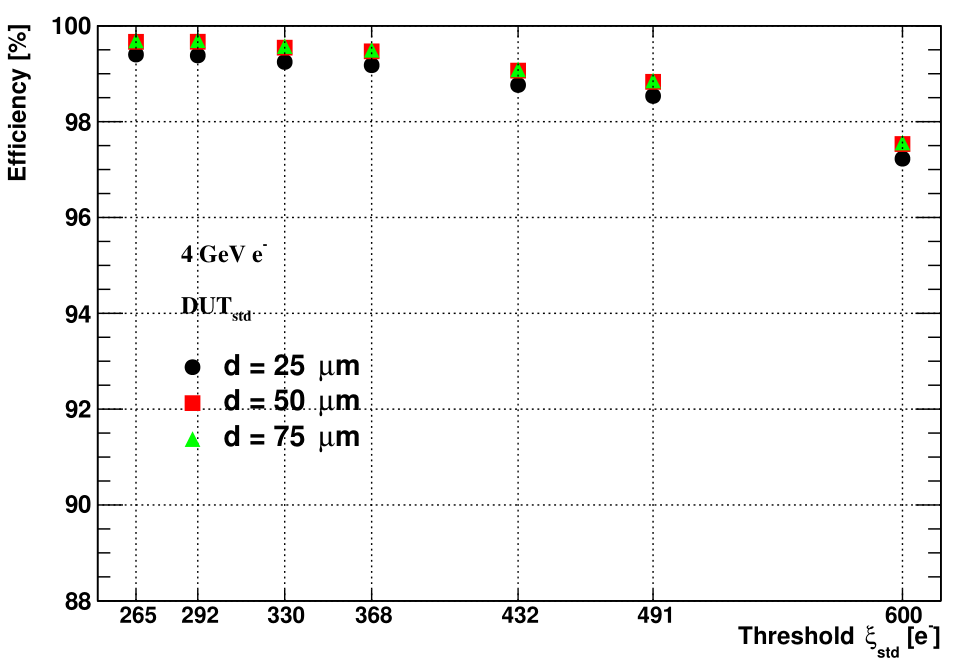 Efficiency [%]
100
98
96
94
92
90
88
4 GeV e-
DUTstd
d = 25 μm
d = 50 μm
d = 75 μm
265 292 330 368 432 491 600
Threshold ξstd [e-]